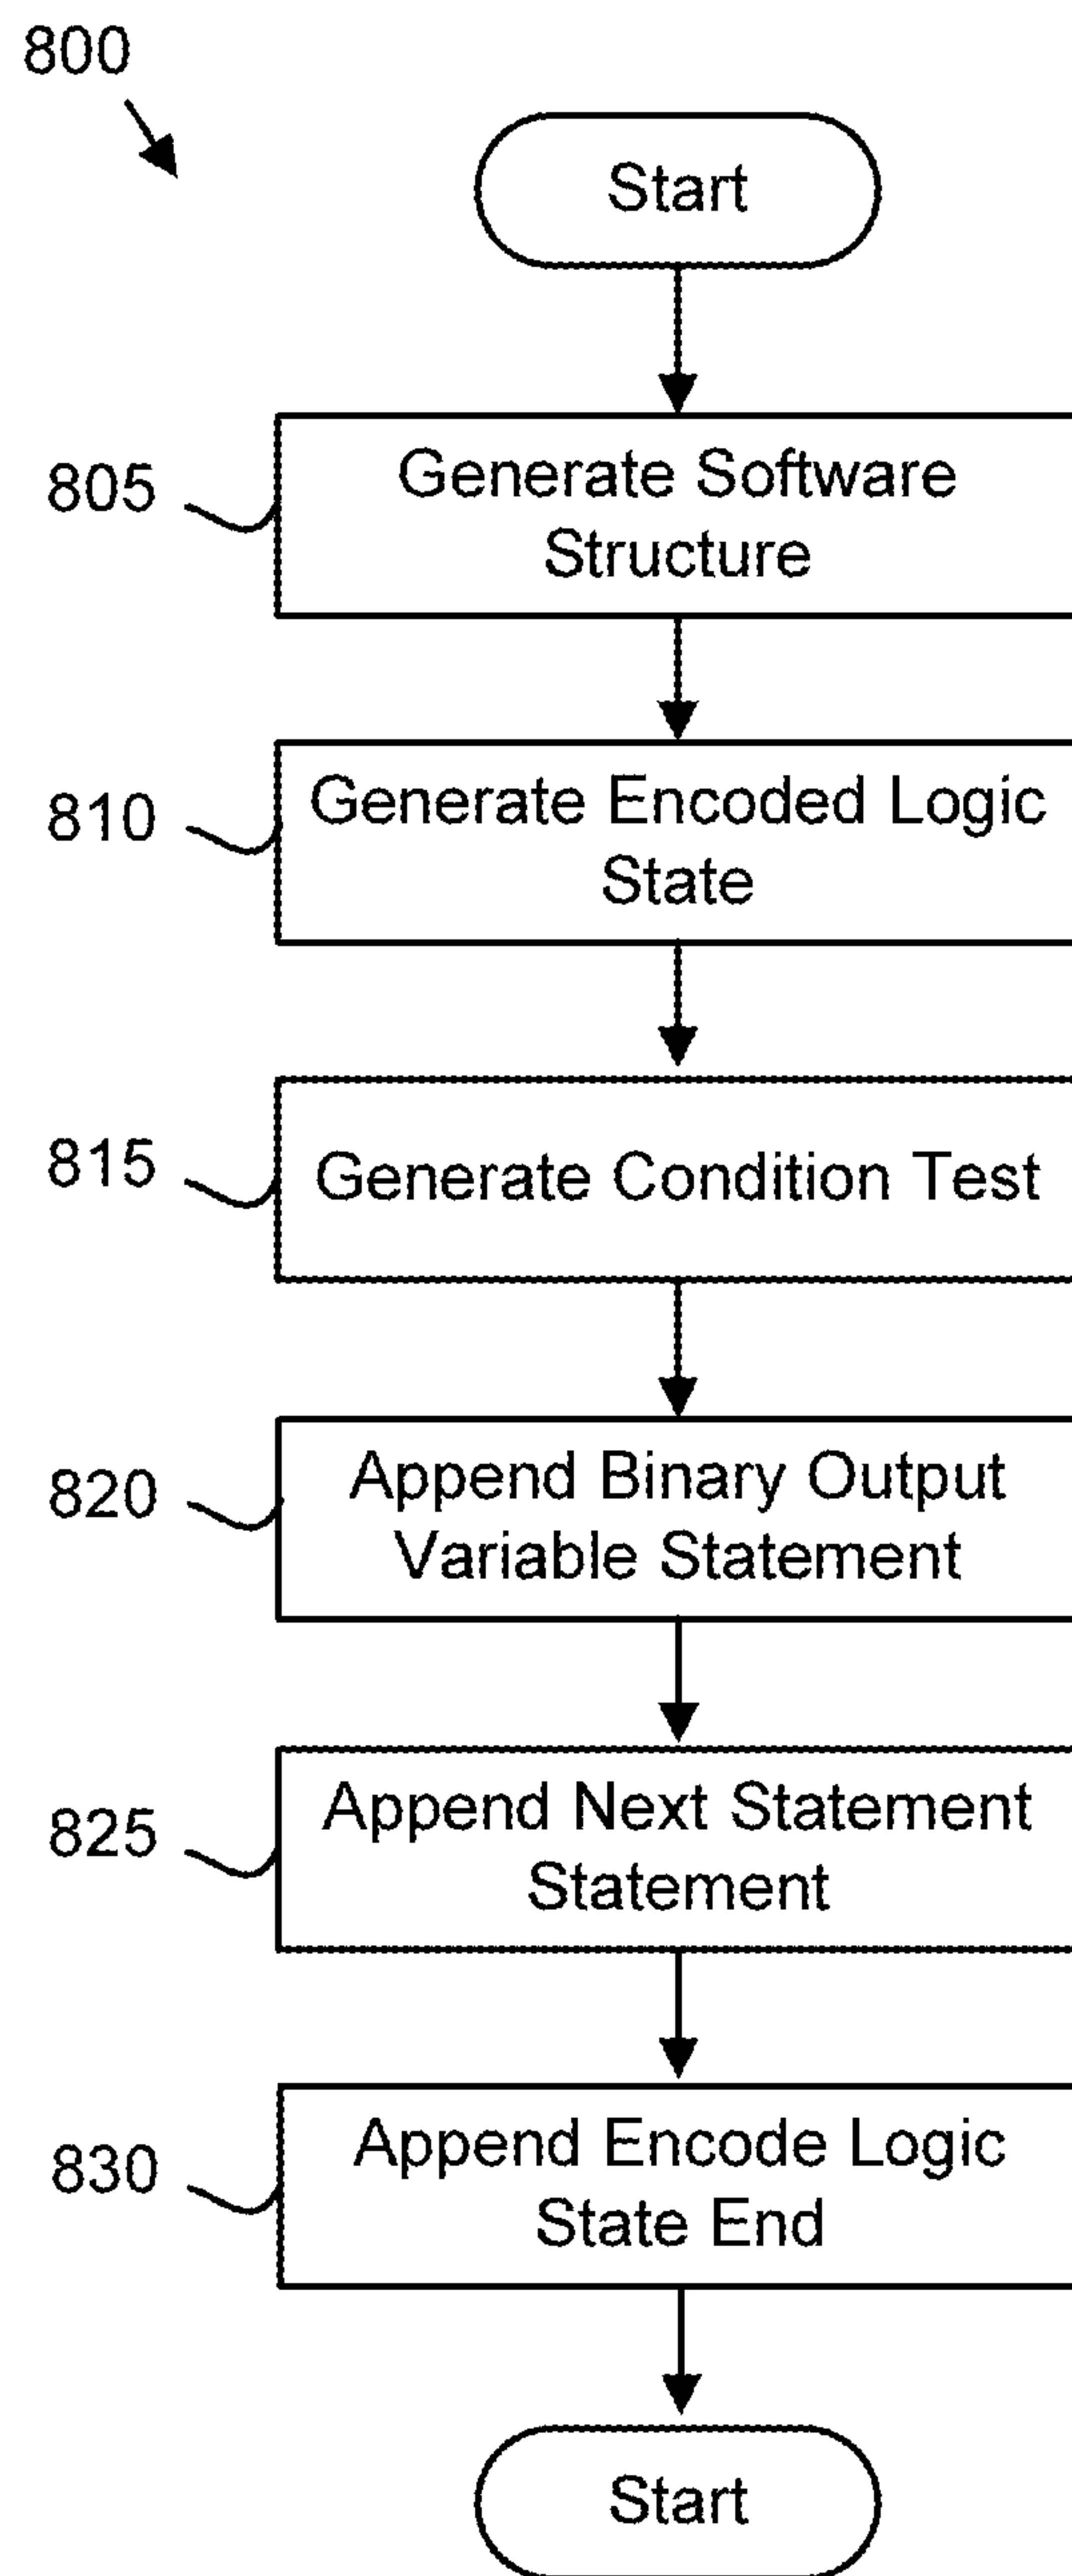 800
Start
805
Generate Software
Structure
810
Generate Encoded Logic
State
815
Generate Condition Test
820
Append Binary Output
Variable Statement
825
Append Next Statement
Statement
830
Append Encode Logic
State End
Start